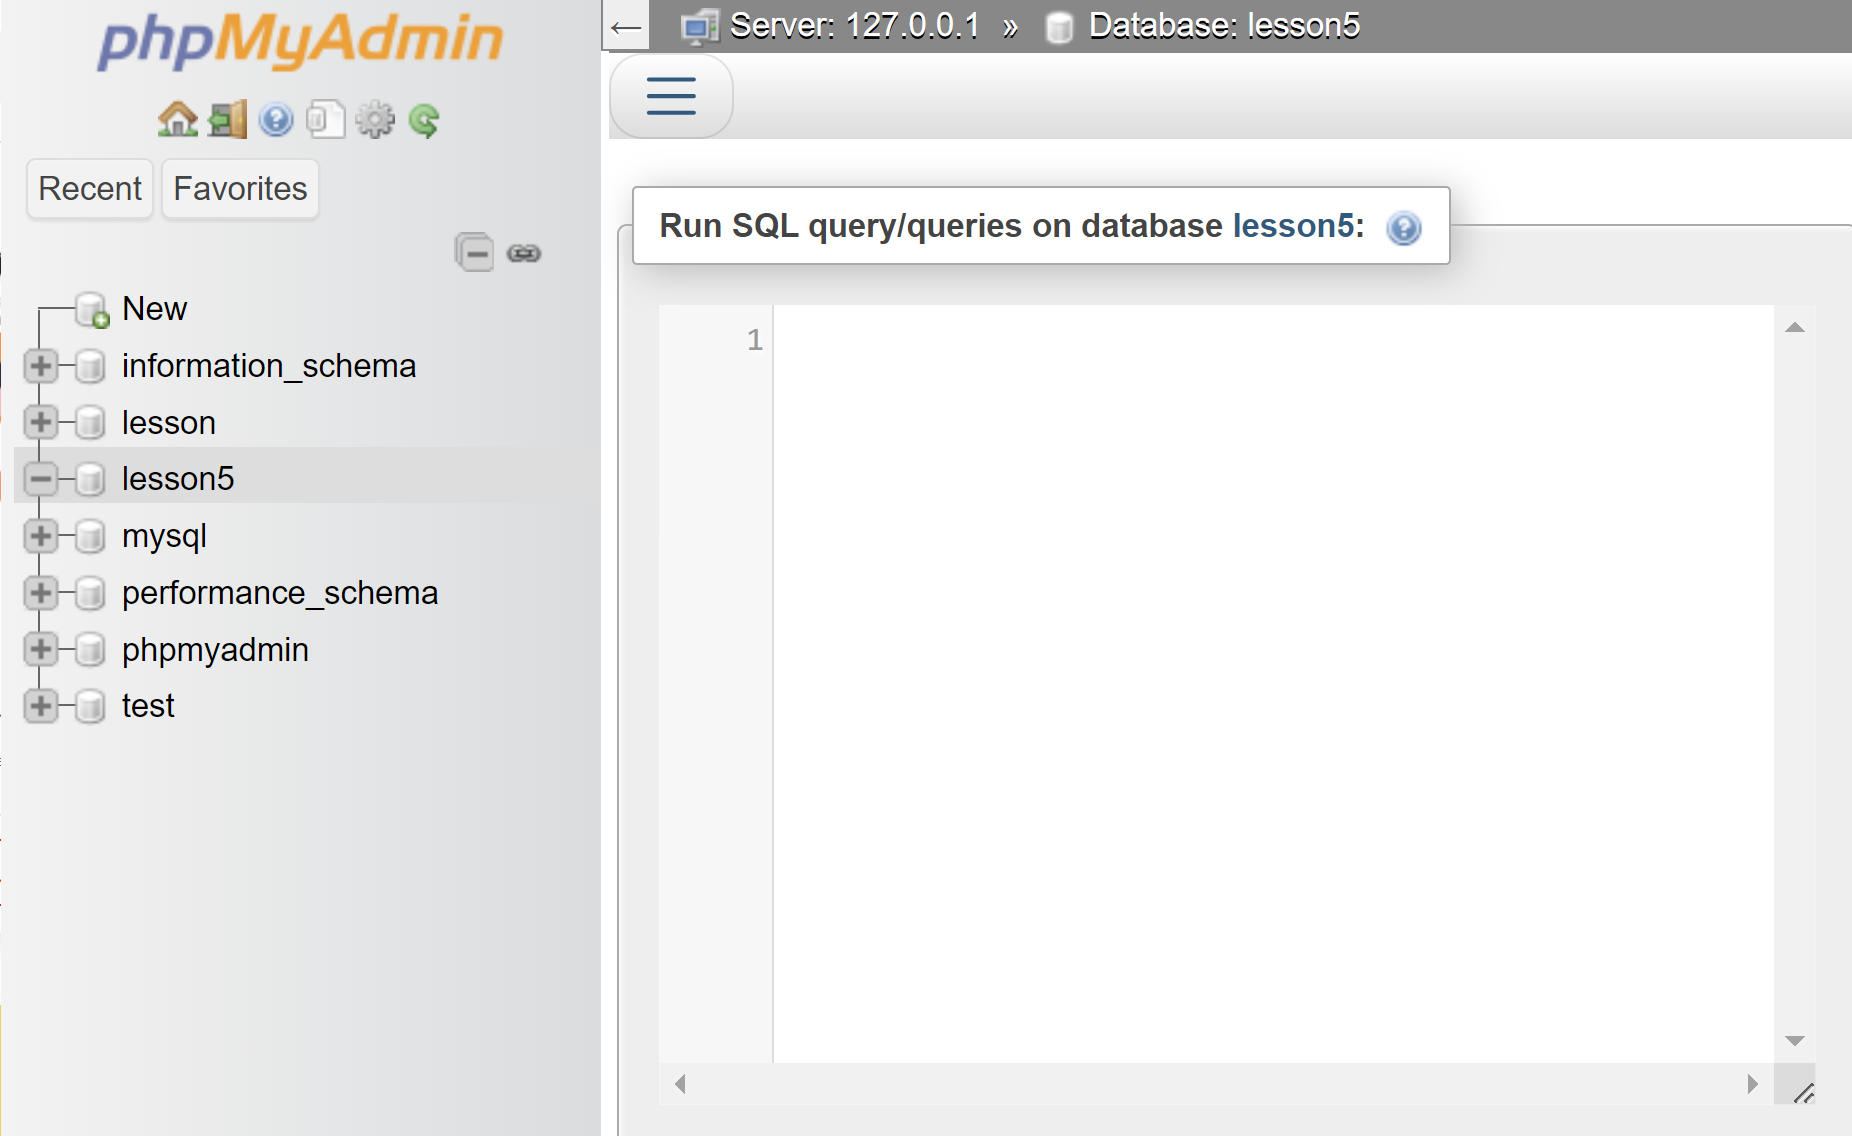 phpMyAdmin
Recent Favorites
New
information_schema
lesson
lesson5
mysql
performance_schema
phpmyadmin
test
Server: 127.0.0.1 » Database: lesson5
Run SQL query/queries on database lesson5:
1